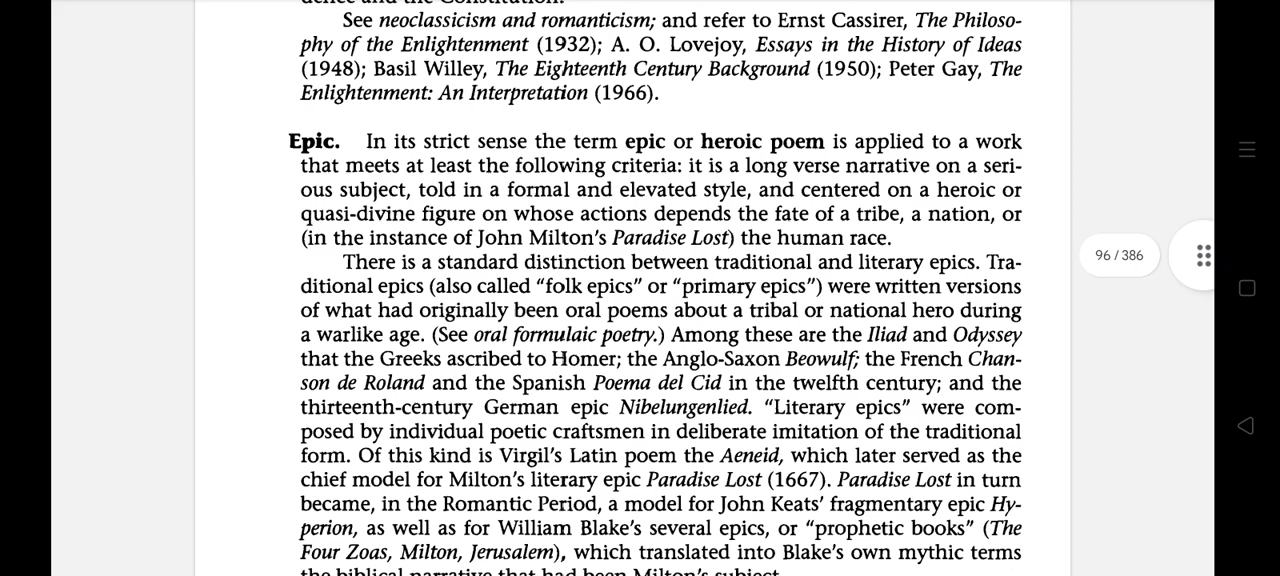 dence and the Constitution.
See neoclassicism and romanticism; and refer to Ernst Cassirer, The Philoso-
phy of the Enlightenment (1932); A. O. Lovejoy, Essays in the History of Ideas
(1948); Basil Willey, The Eighteenth Century Background (1950); Peter Gay, The
Enlightenment: An Interpretation (1966).
Epic. In its strict sense the term epic or heroic poem is applied to a work
that meets at least the following criteria: it is a long verse narrative on a seri-
ous subject, told in a formal and elevated style, and centered on a heroic or
quasi-divine figure on whose actions depends the fate of a tribe, a nation, or
(in the instance of John Milton's Paradise Lost) the human race.
There is a standard distinction between traditional and literary epics. Tra-
ditional epics (also called "folk epics" or "primary epics") were written versions
of what had originally been oral poems about a tribal or national hero during
a warlike age. (See oral formulaic poetry.) Among these are the Iliad and Odyssey
that the Greeks ascribed to Homer; the Anglo-Saxon Beowulf; the French Chan-
son de Roland and the Spanish Poema del Cid in the twelfth century; and the
thirteenth-century German epic Nibelungenlied. "Literary epics" were com-
posed by individual poetic craftsmen in deliberate imitation of the traditional
form. Of this kind is Virgil's Latin poem the Aeneid, which later served as the
chief model for Milton's literary epic Paradise Lost (1667). Paradise Lost in turn
became, in the Romantic Period, a model for John Keats' fragmentary epic Hy-
perion, as well as for William Blake's several epics, or "prophetic books" (The
Four Zoas, Milton, Jerusalem), which translated into Blake's own mythic terms
the biblical narrative that had been Milton's subject.
96 / 386